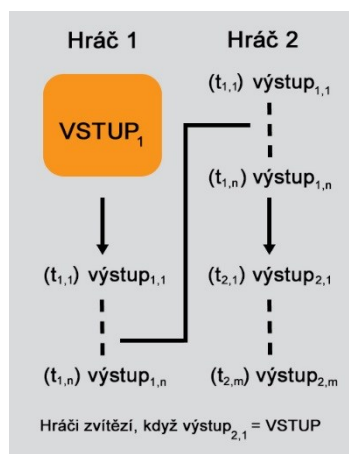 Hráč 1
Hráč 2
VSTUP₁
(t₁,₁) výstup₁,₁
(t₁,ₙ) výstup₁,ₙ
(t₁,₁) výstup₁,₁
(t₁,ₙ) výstup₁,ₙ
(t₂,₁) výstup₂,₁
(t₂,ₘ) výstup₂,ₘ
Hráči zvítězí, když výstup₂,₁ = VSTUP